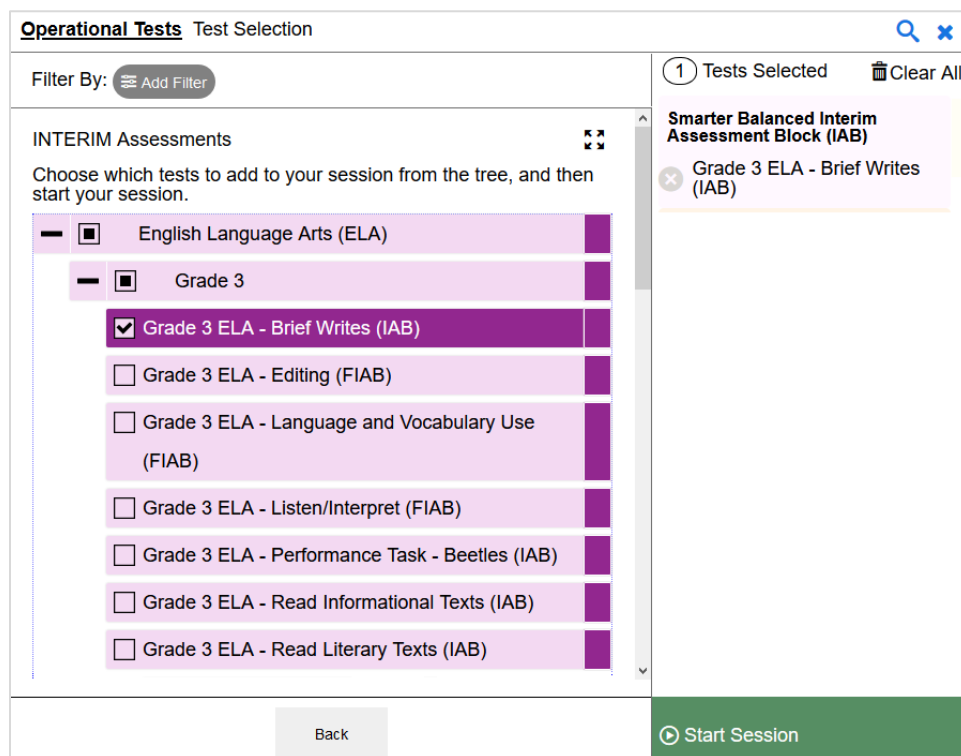 Operational Tests Test Selection
Filter By: Add Filter
INTERIM Assessments
Choose which tests to add to your session from the tree, and then
start your session.
English Language Arts (ELA)
Grade 3
Grade 3 ELA - Brief Writes (IAB)
Grade 3 ELA - Editing (FIAB)
Grade 3 ELA - Language and Vocabulary Use
(FIAB)
Grade 3 ELA - Listen/Interpret (FIAB)
Grade 3 ELA - Performance Task - Beetles (IAB)
Grade 3 ELA - Read Informational Texts (IAB)
Grade 3 ELA - Read Literary Texts (IAB)
Back
1 Tests Selected Clear All
Smarter Balanced Interim
Assessment Block (IAB)
Grade 3 ELA - Brief Writes
(IAB)
Start Session